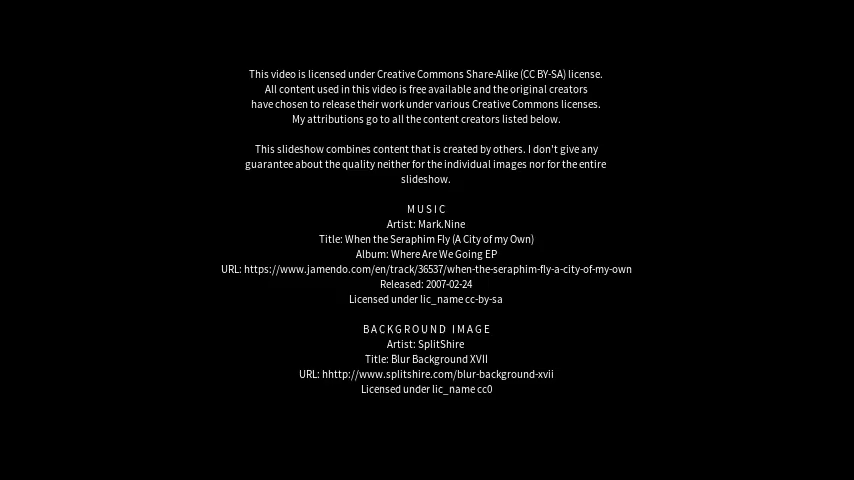 This video is licensed under Creative Commons Share-Alike (CC BY-SA) license.
All content used in this video is free available and the original creators
have chosen to release their work under various Creative Commons licenses.
My attributions go to all the content creators listed below.
This slideshow combines content that is created by others. I don't give any
guarantee about the quality neither for the individual images nor for the entire
slideshow.
MUSIC
Artist: Mark.Nine
Title: When the Seraphim Fly (A City of my Own)
Album: Where Are We Going EP
URL: https://www.jamendo.com/en/track/36537/when-the-seraphim-fly-a-city-of-my-own
Released: 2007-02-24
Licensed under lic_name cc-by-sa
BACKGROUND IMAGE
Artist: SplitShire
Title: Blur Background XVII
URL: hhttp://www.splitshire.com/blur-background-xvii
Licensed under lic_name cc0